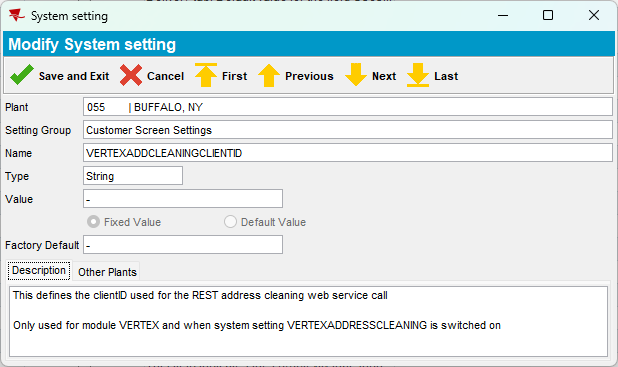 System setting
Modify System setting
Save and Exit Cancel First Previous Next Last
Plant 055 | BUFFALO, NY
Setting Group Customer Screen Settings
Name VERTEXADDCLEANINGCLIENTID
Type String
Value -
Fixed Value Default Value
Factory Default -
Description Other Plants
This defines the clientID used for the REST address cleaning web service call
Only used for module VERTEX and when system setting VERTEXADDRESSCLEANING is switched on